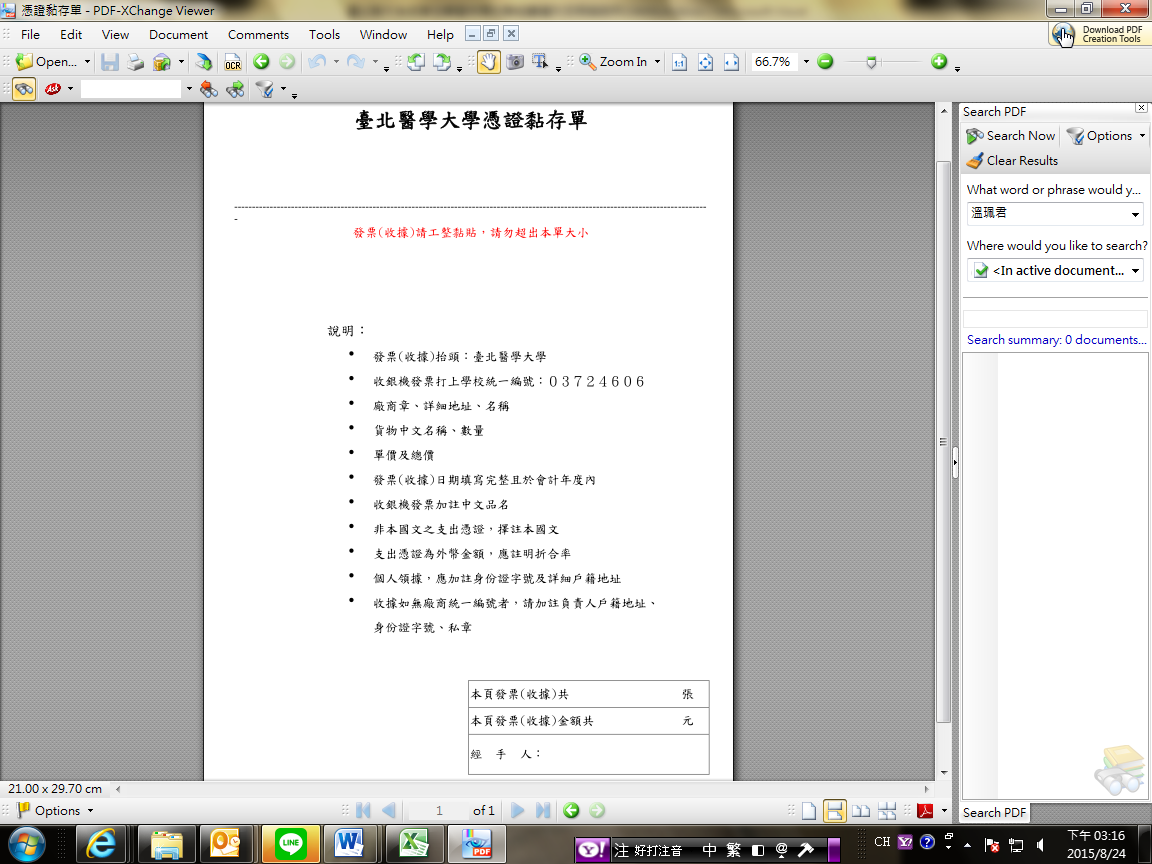 憑證黏存單 - PDF-XChange Viewer
File Edit View Document Comments Tools Window Help
Download PDF
Creation Tools
Open... OCR Zoom In 1:1 66.7%
Ask
臺北醫學大學憑證黏存單
發票(收據)請工整黏貼，請勿超出本單大小
說明：
• 發票(收據)抬頭：臺北醫學大學
• 收銀機發票打上學校統一編號：０３７２４６０６
• 廠商章、詳細地址、名稱
• 貨物中文名稱、數量
• 單價及總價
• 發票(收據)日期填寫完整且於會計年度內
• 收銀機發票加註中文品名
• 非本國文之支出憑證，擇註本國文
• 支出憑證為外幣金額，應註明折合率
• 個人領據，應加註身份證字號及詳細戶籍地址
• 收據如無廠商統一編號者，請加註負責人戶籍地址、
身份證字號、私章
本頁發票(收據)共 張
本頁發票(收據)金額共 元
經 手 人：
Search PDF
Search Now Options
Clear Results
What word or phrase would y...
溫珮君
Where would you like to search?
<In active document...
Search summary: 0 documents...
21.00 x 29.70 cm
Options 1 of 1 Search PDF
LINE PDF Y! 注 好打注音 中 繁 CH 下午 03:16
2015/8/24